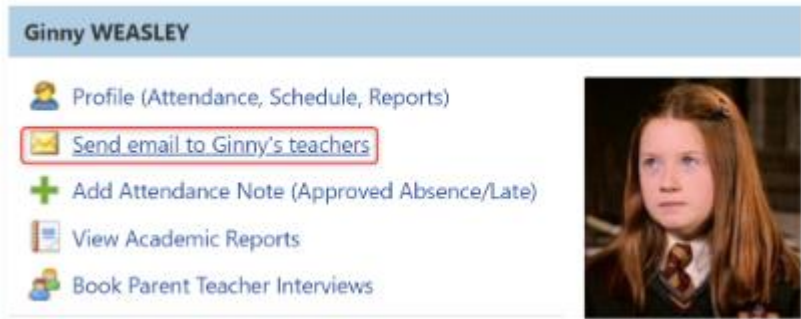 Ginny WEASLEY
Profile (Attendance, Schedule, Reports)
Send email to Ginny's teachers
Add Attendance Note (Approved Absence/Late)
View Academic Reports
Book Parent Teacher Interviews